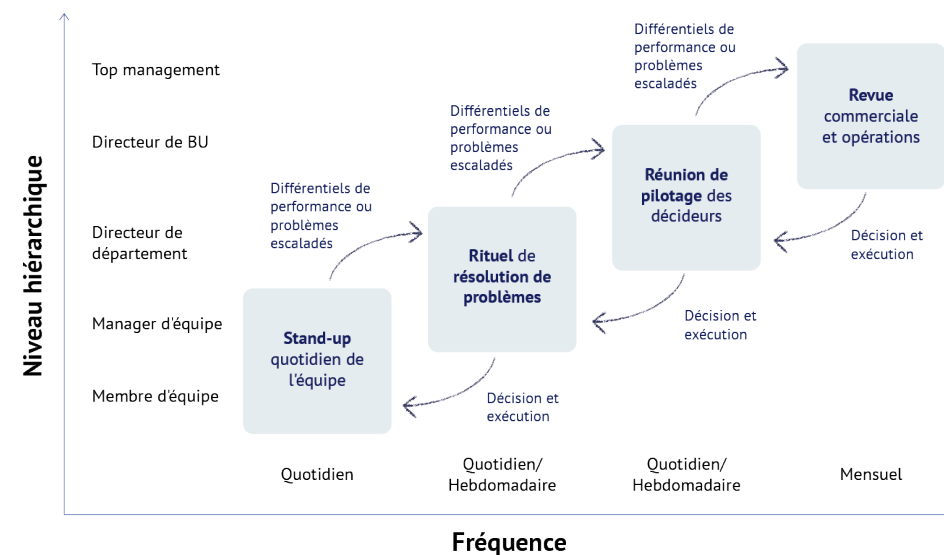 Niveau hiérarchique
Top management
Directeur de BU
Directeur de
département
Manager d'équipe
Membre d'équipe
Différentiels de
performance ou
problèmes
escaladés
Stand-up
quotidien de
l'équipe
Différentiels de
performance ou
problèmes
escaladés
Rituel de
résolution de
problèmes
Décision et
exécution
Différentiels de
performance ou
problèmes
escaladés
Réunion de
pilotage des
décideurs
Décision et
exécution
Revue
commerciale
et opérations
Décision et
exécution
Quotidien
Quotidien/
Hebdomadaire
Quotidien/
Hebdomadaire
Mensuel
Fréquence